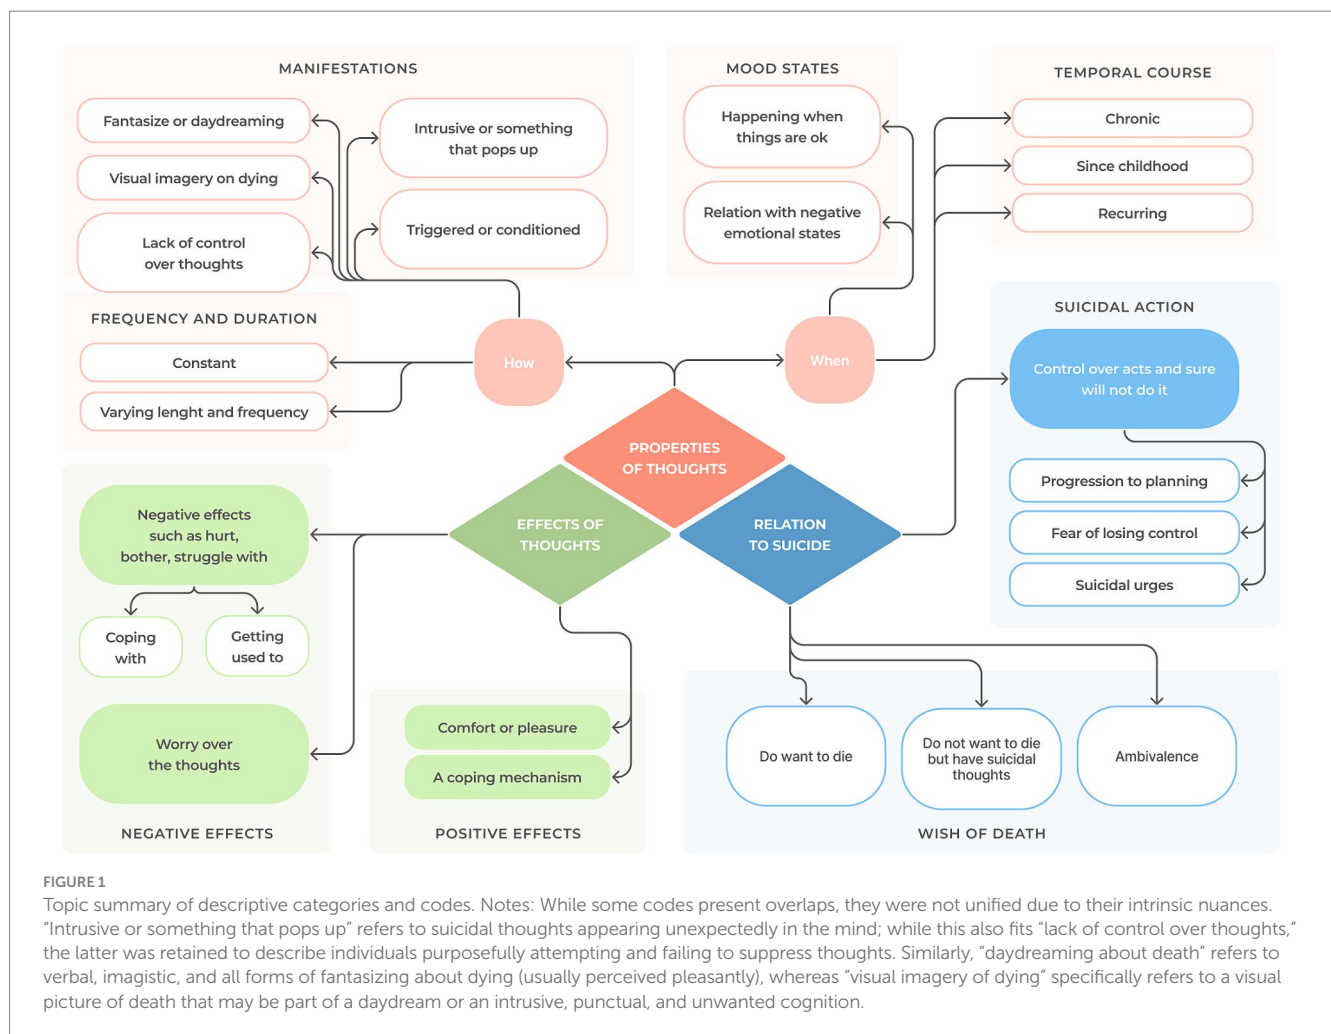 MANIFESTATIONS
Fantasize or daydreaming
Visual imagery on dying
Lack of control
over thoughts
Intrusive or something
that pops up
Triggered or conditioned
MOOD STATES
Happening when
things are ok
Relation with negative
emotional states
TEMPORAL COURSE
Chronic
Since childhood
Recurring
FREQUENCY AND DURATION
Constant
Varying lenght and frequency
How
When
SUICIDAL ACTION
Control over acts and sure
will not do it
Progression to planning
Fear of losing control
Suicidal urges
PROPERTIES
OF THOUGHTS
EFFECTS OF
THOUGHTS
RELATION
TO SUICIDE
Negative effects
such as hurt,
bother, struggle with
Coping
with
Getting
used to
Worry over
the thoughts
NEGATIVE EFFECTS
Comfort or pleasure
A coping mechanism
POSITIVE EFFECTS
Do want to die
Do not want to die
but have suicidal
thoughts
Ambivalence
WISH OF DEATH
FIGURE 1
Topic summary of descriptive categories and codes. Notes: While some codes present overlaps, they were not unified due to their intrinsic nuances.
“Intrusive or something that pops up” refers to suicidal thoughts appearing unexpectedly in the mind; while this also fits “lack of control over thoughts,”
the latter was retained to describe individuals purposefully attempting and failing to suppress thoughts. Similarly, “daydreaming about death” refers to
verbal, imagistic, and all forms of fantasizing about dying (usually perceived pleasantly), whereas “visual imagery of dying” specifically refers to a visual
picture of death that may be part of a daydream or an intrusive, punctual, and unwanted cognition.